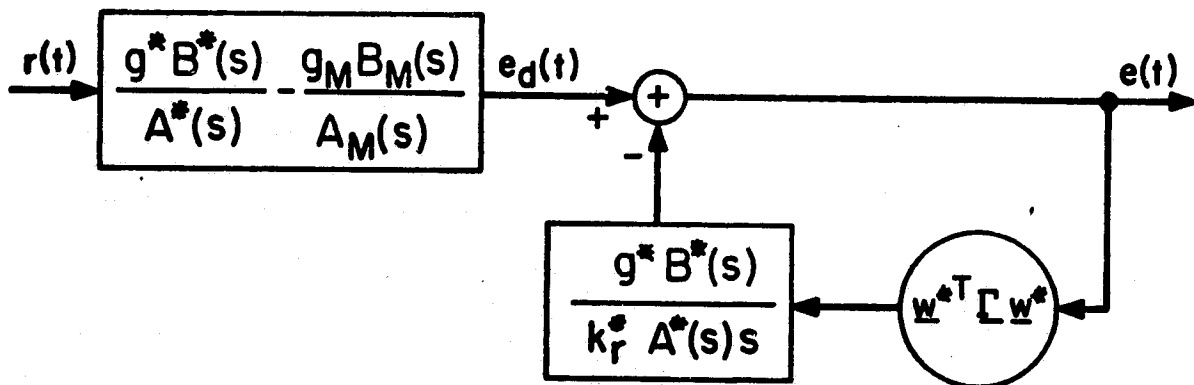 r(t)
g* B*(s) / A*(s) - g_M B_M(s) / A_M(s)
e_d(t)
+
+
-
e(t)
g* B*(s) / k_r* A*(s) s
w*ᵀ Γ w*